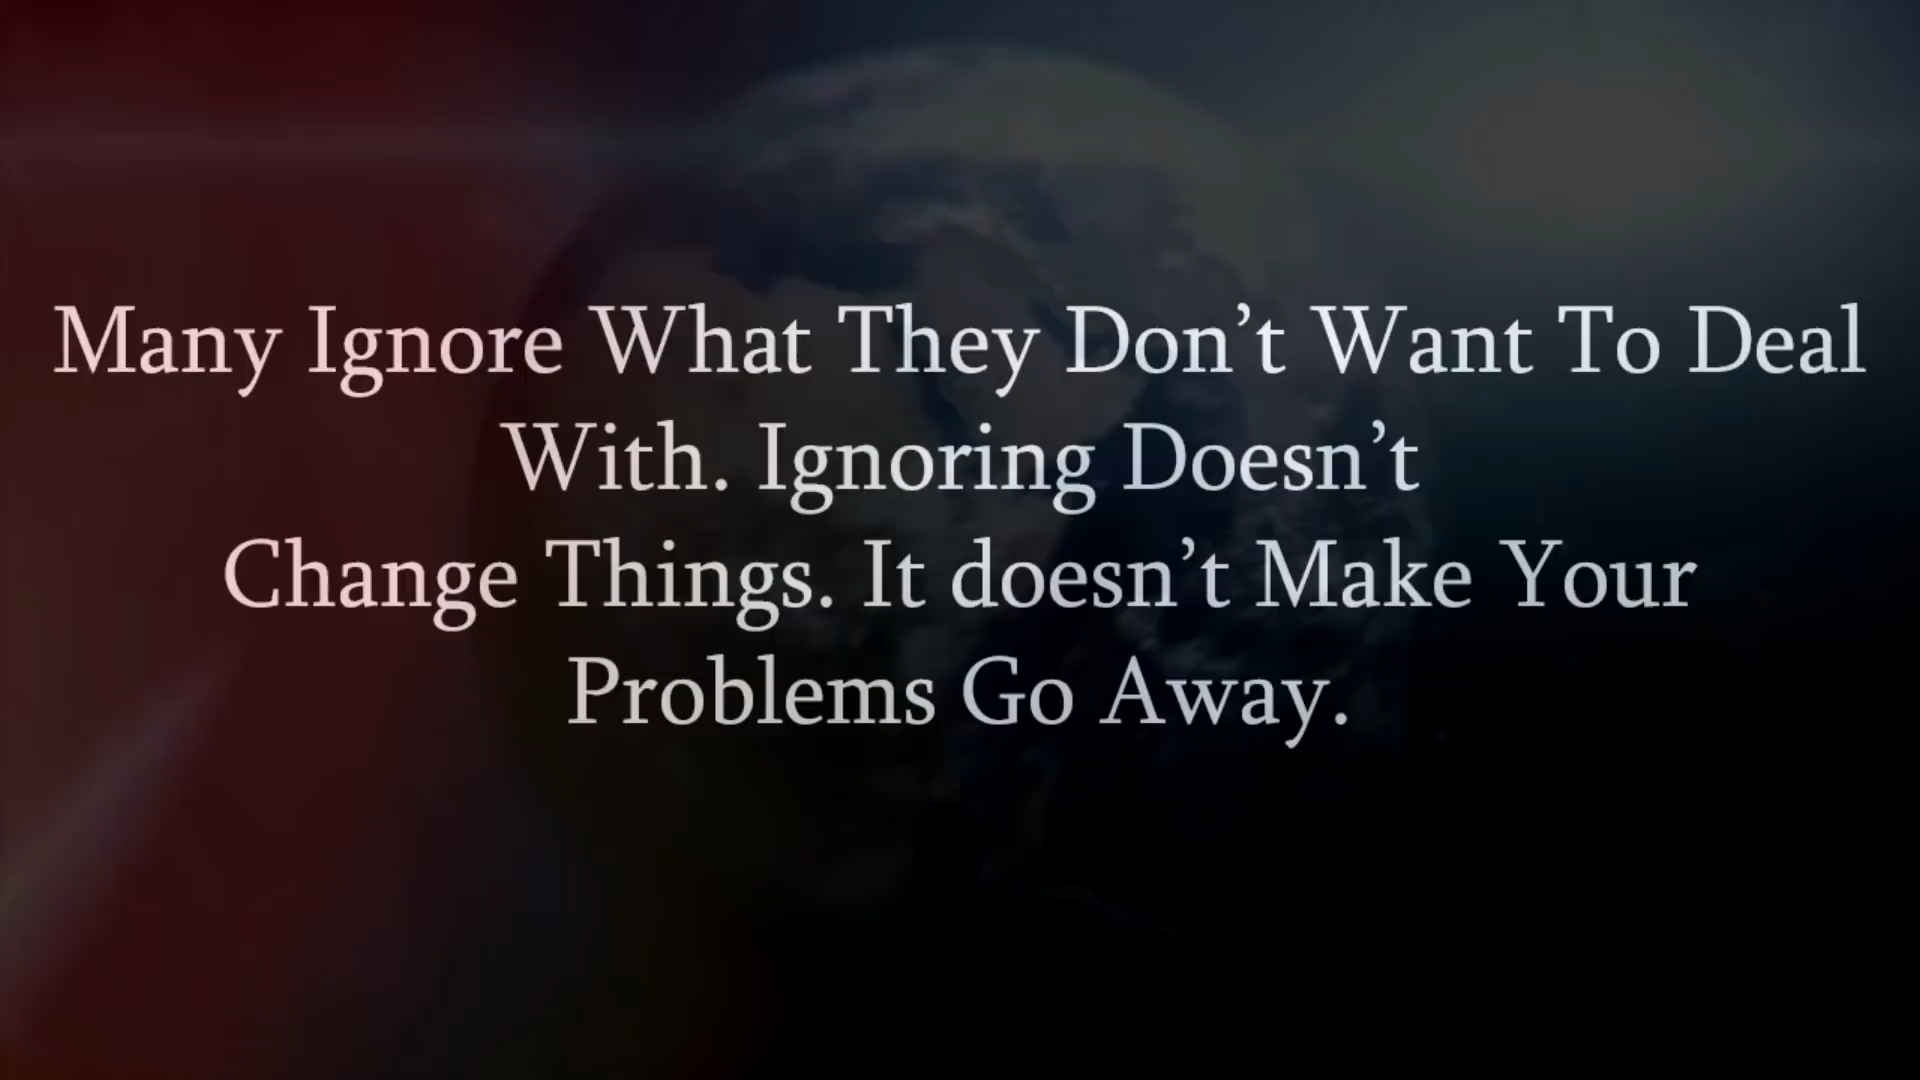 Many Ignore What They Don’t Want To Deal
With. Ignoring Doesn’t
Change Things. It doesn’t Make Your
Problems Go Away.